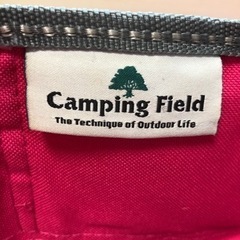 Camping Field
The Technique of Outdoor Life